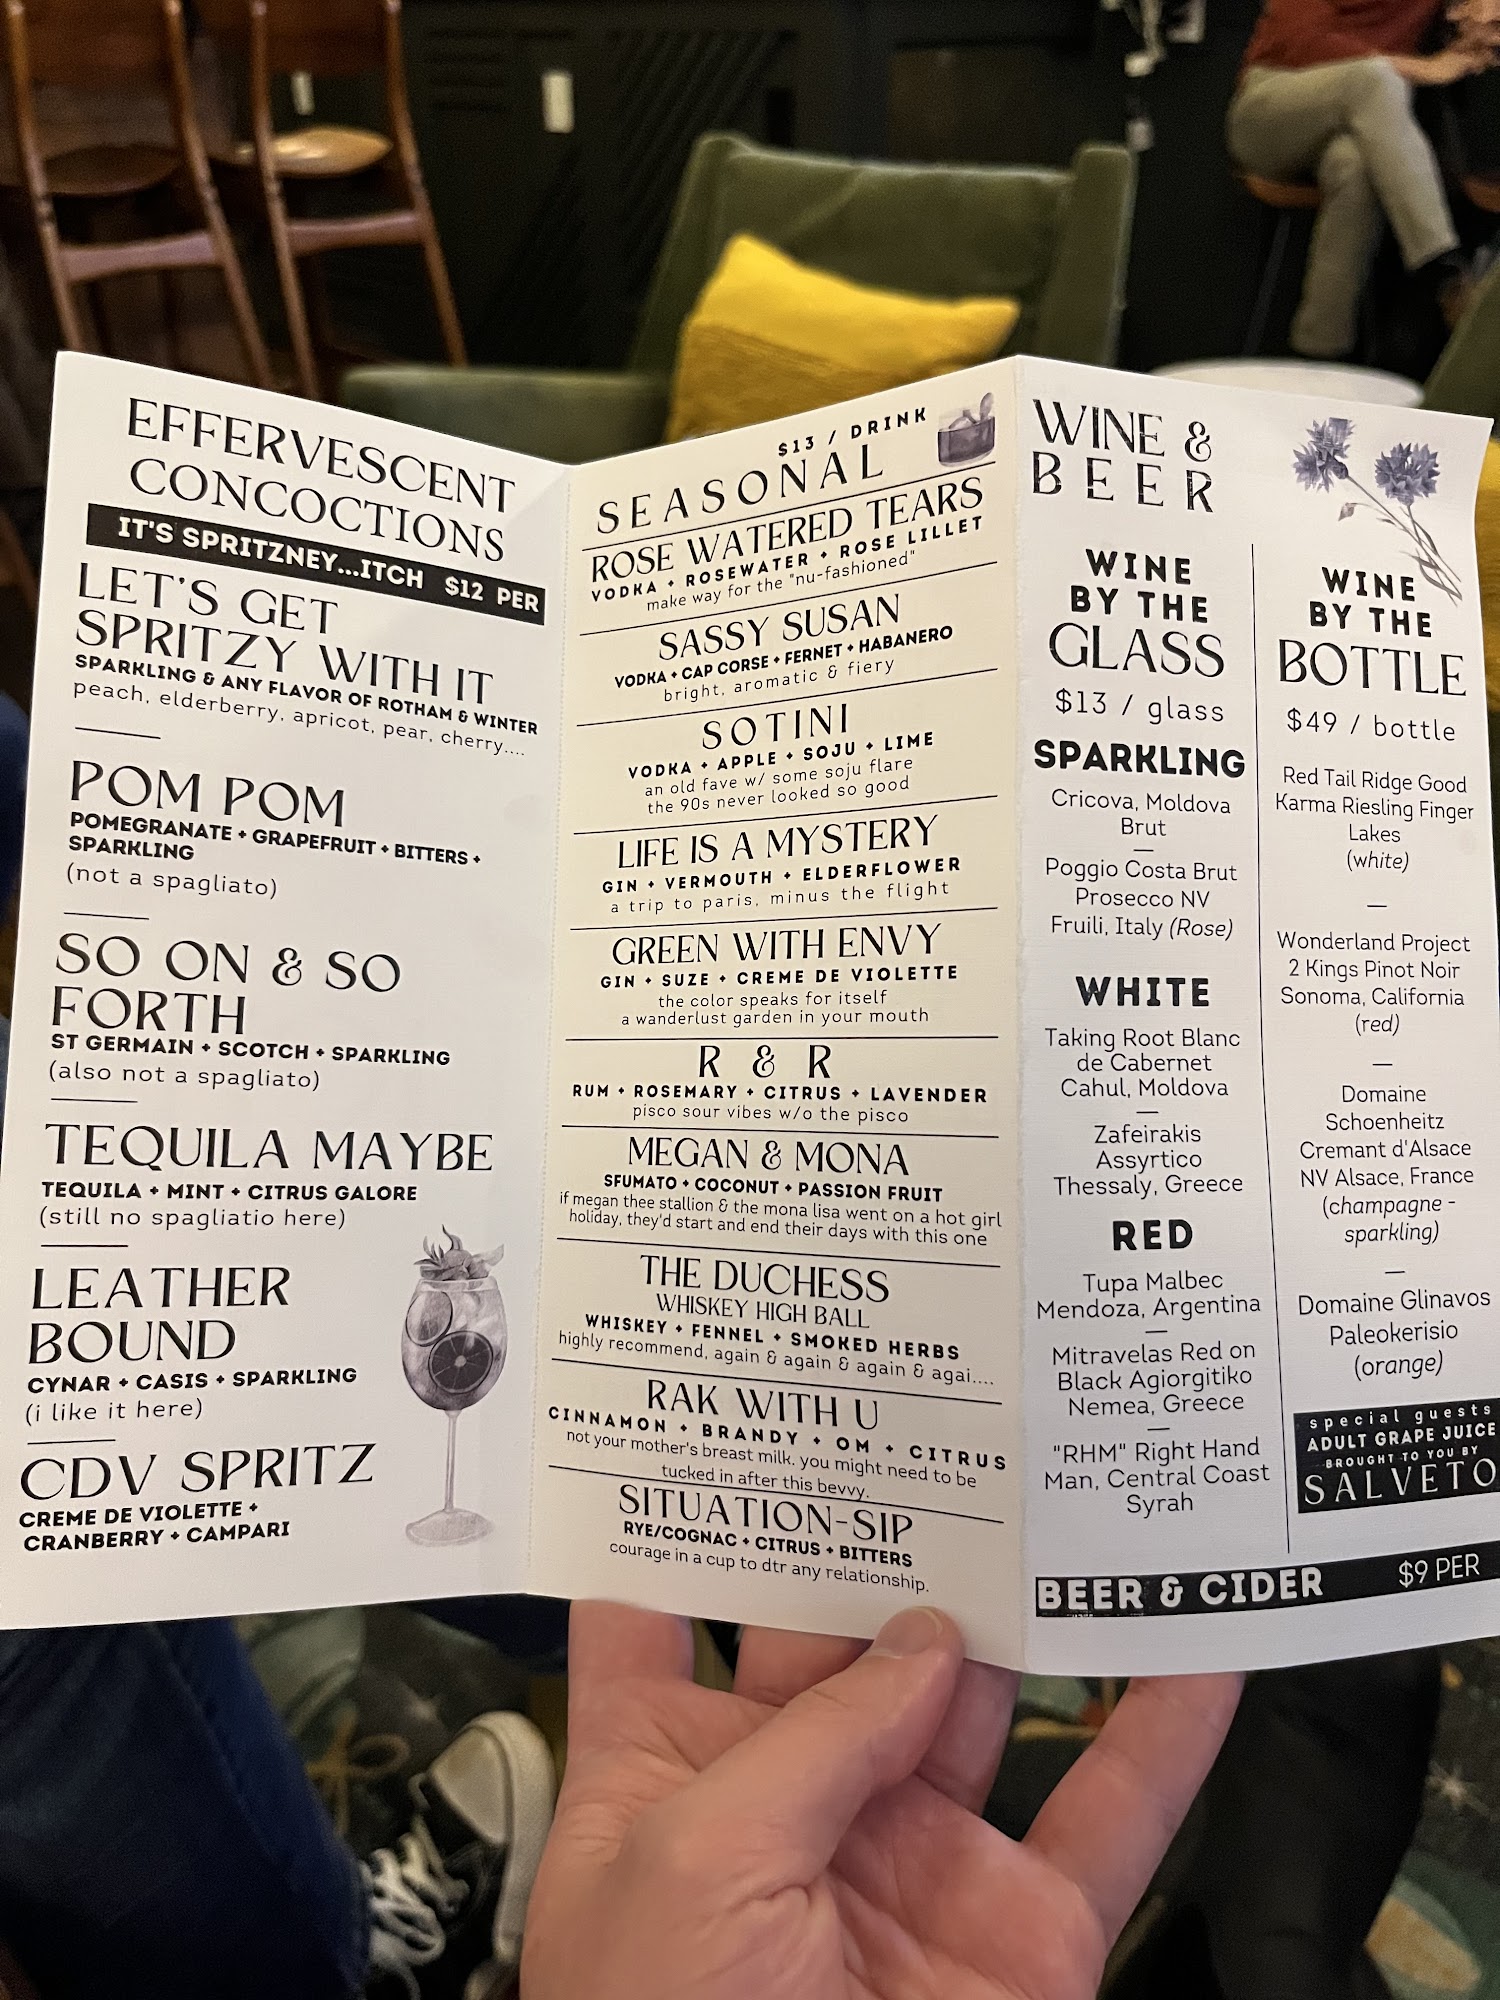 EFFERVESCENT
CONCOCTIONS
IT'S SPRITZNEY...ITCH $12 PER
LET'S GET
SPRITZY WITH IT
SPARKLING & ANY FLAVOR OF ROTHAM & WINTER
peach, elderberry, apricot, pear, cherry....
POM POM
POMEGRANATE + GRAPEFRUIT + BITTERS +
SPARKLING
(not a spagliato)
SO ON & SO
FORTH
ST GERMAIN + SCOTCH + SPARKLING
(also not a spagliato)
TEQUILA MAYBE
TEQUILA + MINT + CITRUS GALORE
(still no spagliatio here)
LEATHER
BOUND
CYNAR + CASIS + SPARKLING
(i like it here)
CDV SPRITZ
CREME DE VIOLETTE +
CRANBERRY + CAMPARI
$13 / DRINK
SEASONAL
ROSE WATERED TEARS
VODKA + ROSEWATER + ROSE LILLET
make way for the "nu-fashioned"
SASSY SUSAN
VODKA + CAP CORSE + FERNET + HABANERO
bright, aromatic & fiery
SOTINI
VODKA + APPLE + SOJU + LIME
an old fave w/ some soju flare
the 90s never looked so good
LIFE IS A MYSTERY
GIN + VERMOUTH + ELDERFLOWER
a trip to paris, minus the flight
GREEN WITH ENVY
GIN + SUZE + CREME DE VIOLETTE
the color speaks for itself
a wanderlust garden in your mouth
R & R
RUM + ROSEMARY + CITRUS + LAVENDER
pisco sour vibes w/o the pisco
MEGAN & MONA
SFUMATO + COCONUT + PASSION FRUIT
if megan thee stallion & the mona lisa went on a hot girl
holiday, they'd start and end their days with this one
THE DUCHESS
WHISKEY HIGH BALL
WHISKEY + FENNEL + SMOKED HERBS
highly recommend, again & again & again & agai....
RAK WITH U
CINNAMON + BRANDY + OM + CITRUS
not your mother's breast milk. you might need to be
tucked in after this bevvy.
SITUATION-SIP
RYE/COGNAC + CITRUS + BITTERS
courage in a cup to dtr any relationship.
WINE &
BEER
WINE
BY THE
GLASS
$13 / glass
SPARKLING
Cricova, Moldova
Brut
—
Poggio Costa Brut
Prosecco NV
Fruili, Italy (Rose)
WHITE
Taking Root Blanc
de Cabernet
Cahul, Moldova
—
Zafeirakis
Assyrtico
Thessaly, Greece
RED
Tupa Malbec
Mendoza, Argentina
—
Mitravelas Red on
Black Agiorgitiko
Nemea, Greece
—
"RHM" Right Hand
Man, Central Coast
Syrah
WINE
BY THE
BOTTLE
$49 / bottle
Red Tail Ridge Good
Karma Riesling Finger
Lakes
(white)
—
Wonderland Project
2 Kings Pinot Noir
Sonoma, California
(red)
—
Domaine
Schoenheitz
Cremant d'Alsace
NV Alsace, France
(champagne -
sparkling)
—
Domaine Glinavos
Paleokerisio
(orange)
special guests
ADULT GRAPE JUICE
BROUGHT TO YOU BY
SALVETO
BEER & CIDER $9 PER